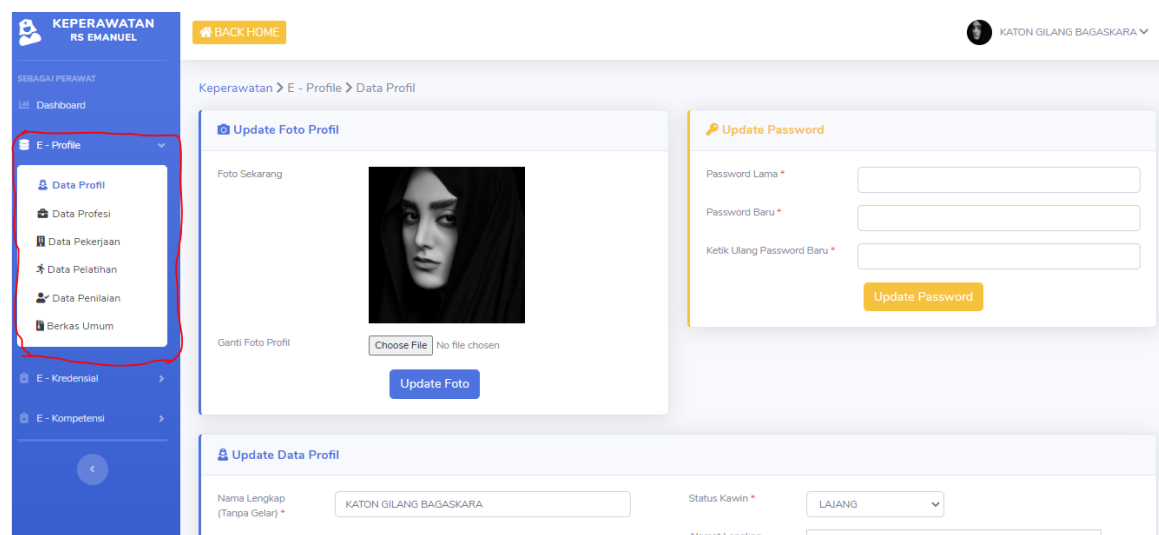 KEPERAWATAN
RS EMANUEL
SEBAGAI PERAWAT
Dashboard
E - Profile
Data Profil
Data Profesi
Data Pekerjaan
Data Pelatihan
Data Penilaian
Berkas Umum
E - Kredensial
E - Kompetensi
BACK HOME
KATON GILANG BAGASKARA
Keperawatan > E - Profile > Data Profil
Update Foto Profil
Foto Sekarang
Ganti Foto Profil
Choose File No file chosen
Update Foto
Update Password
Password Lama *
Password Baru *
Ketik Ulang Password Baru *
Update Password
Update Data Profil
Nama Lengkap
(Tanpa Gelar) *
KATON GILANG BAGASKARA
Status Kawin *
LAJANG